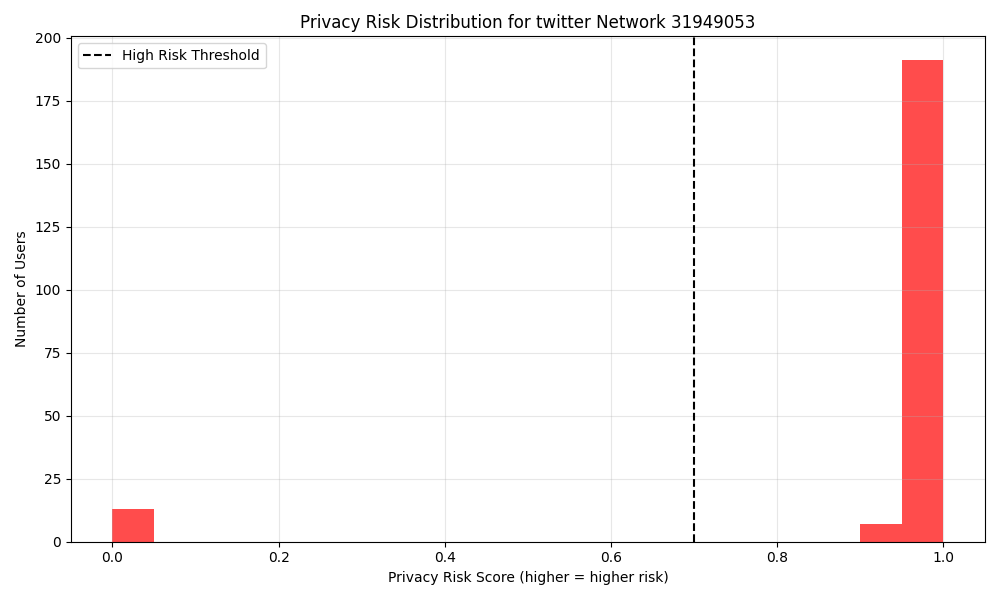 Privacy Risk Distribution for twitter Network 31949053
High Risk Threshold
200
175
150
125
100
75
50
25
0
Number of Users
0.0 0.2 0.4 0.6 0.8 1.0
Privacy Risk Score (higher = higher risk)